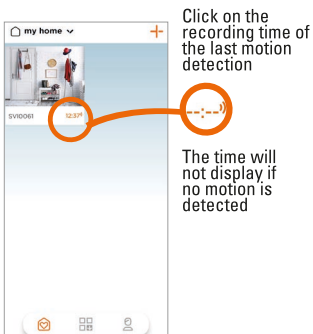 my home
Click on the
recording time of
the last motion
detection
SV10061
12:37
--:--
The time will
not display if
no motion is
detected